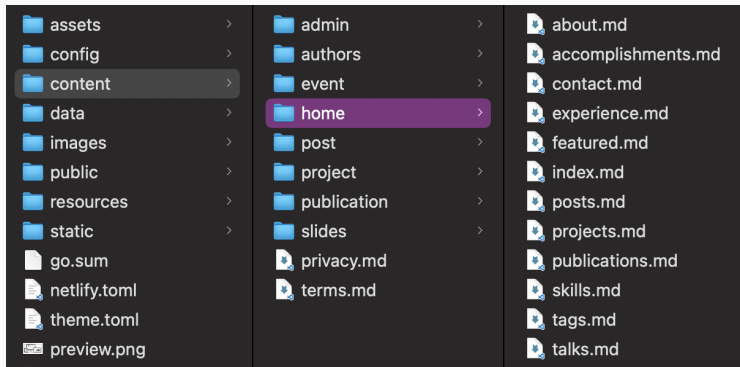 assets
config
content
data
images
public
resources
static
go.sum
netlify.toml
theme.toml
preview.png
admin
authors
event
home
post
project
publication
slides
privacy.md
terms.md
about.md
accomplishments.md
contact.md
experience.md
featured.md
index.md
posts.md
projects.md
publications.md
skills.md
tags.md
talks.md